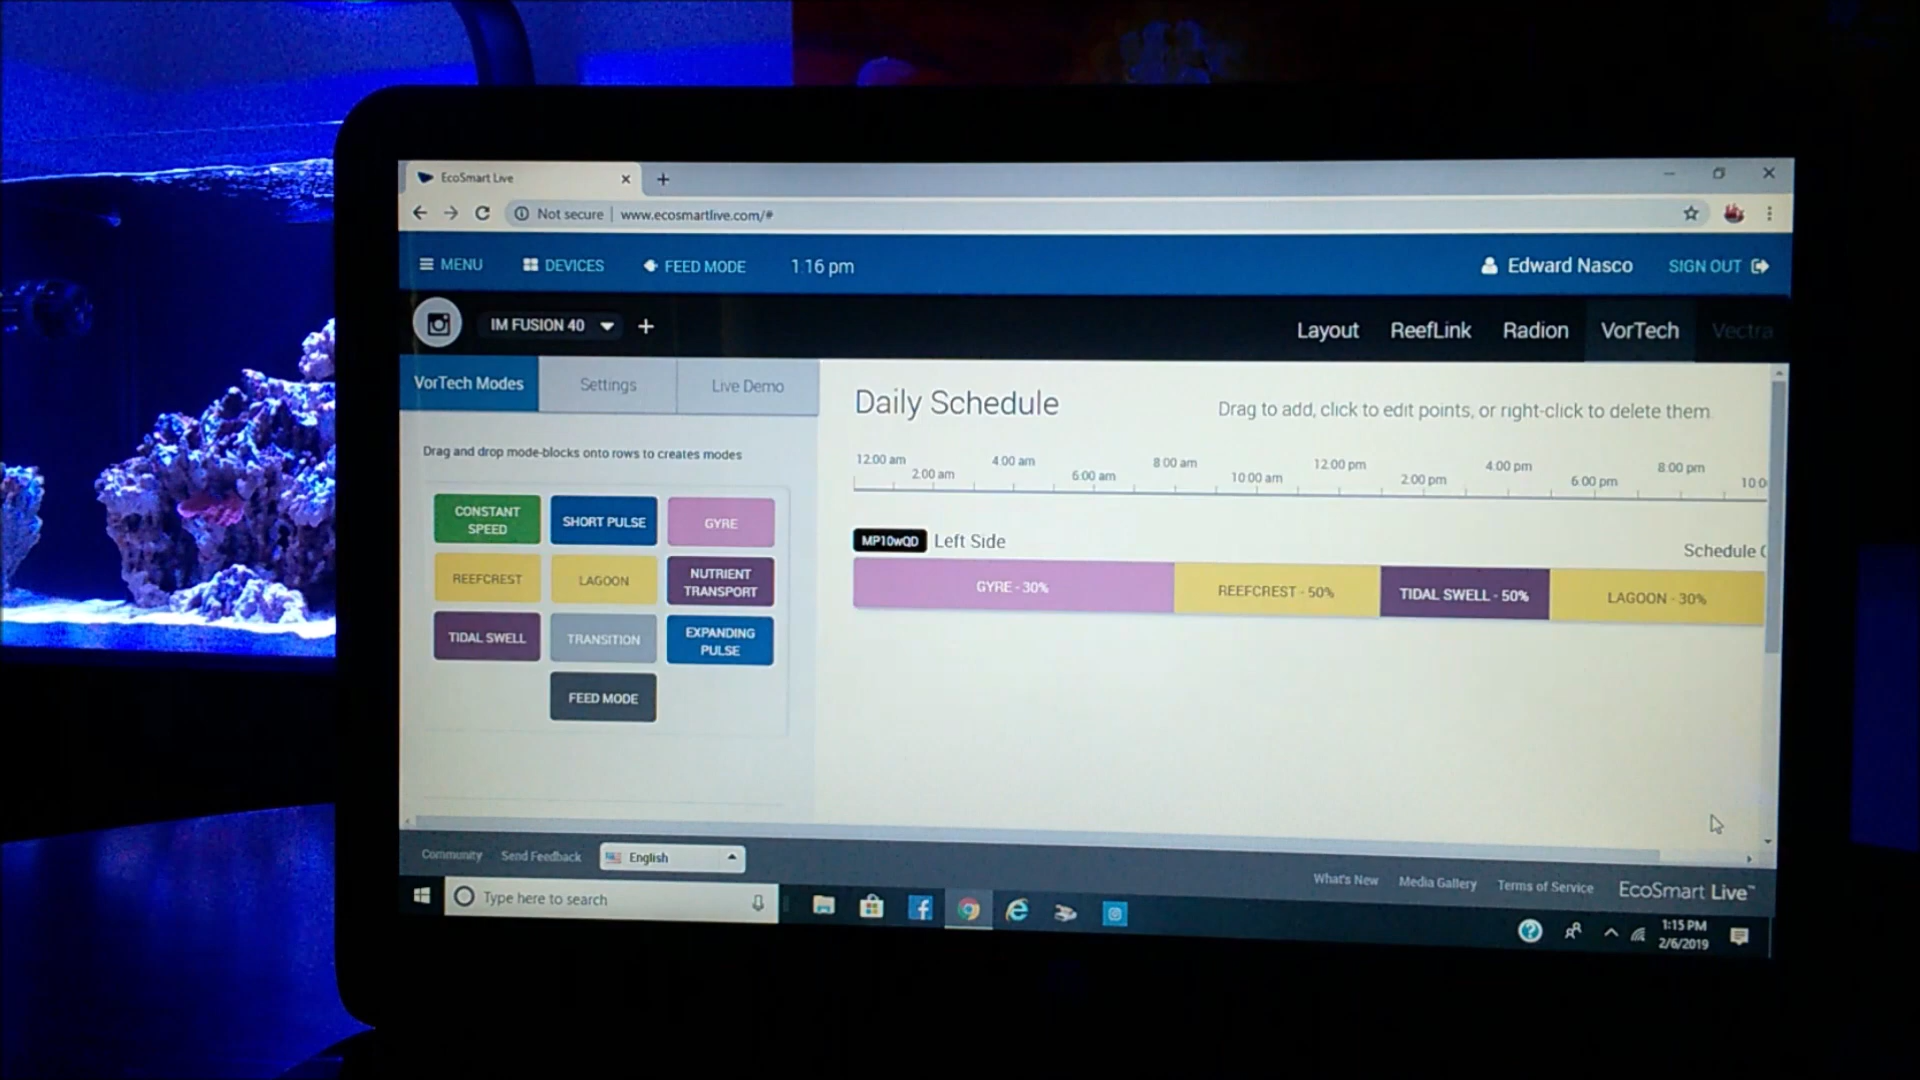 EcoSmart Live
Not secure | www.ecosmartlive.com/#
MENU DEVICES FEED MODE 1:16 pm Edward Nasco SIGN OUT
IM FUSION 40 Layout ReefLink Radion VorTech Vectra
VorTech Modes Settings Live Demo
Daily Schedule Drag to add, click to edit points, or right-click to delete them
Drag and drop mode-blocks onto rows to creates modes
12:00 am 4:00 am 8:00 am 12:00 pm 4:00 pm 8:00 pm
2:00 am 6:00 am 10:00 am 2:00 pm 6:00 pm 10:0
CONSTANT SPEED SHORT PULSE GYRE
REEFCREST LAGOON NUTRIENT TRANSPORT
TIDAL SWELL TRANSITION EXPANDING PULSE
FEED MODE
MP10wQD Left Side Schedule
GYRE - 30% REEFCREST - 50% TIDAL SWELL - 50% LAGOON - 30%
Community Send Feedback English What's New Media Gallery Terms of Service EcoSmart Live™
Type here to search
1:15 PM
2/6/2019